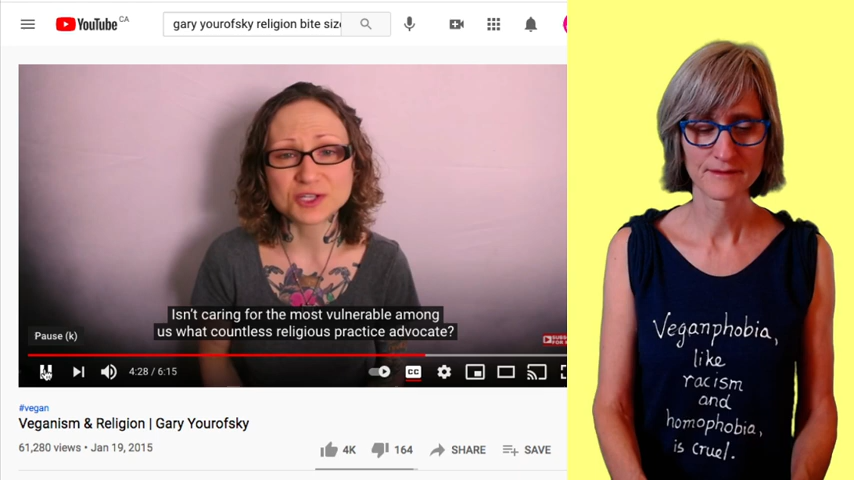 YouTube CA
gary yourofsky religion bite siz
Isn't caring for the most vulnerable among
us what countless religious practice advocate?
Pause (k)
4:28 / 6:15
CC
#vegan
Veganism & Religion | Gary Yourofsky
61,280 views • Jan 19, 2015
4K
164
SHARE
SAVE
Veganphobia,
like
racism
and
homophobia,
is cruel.